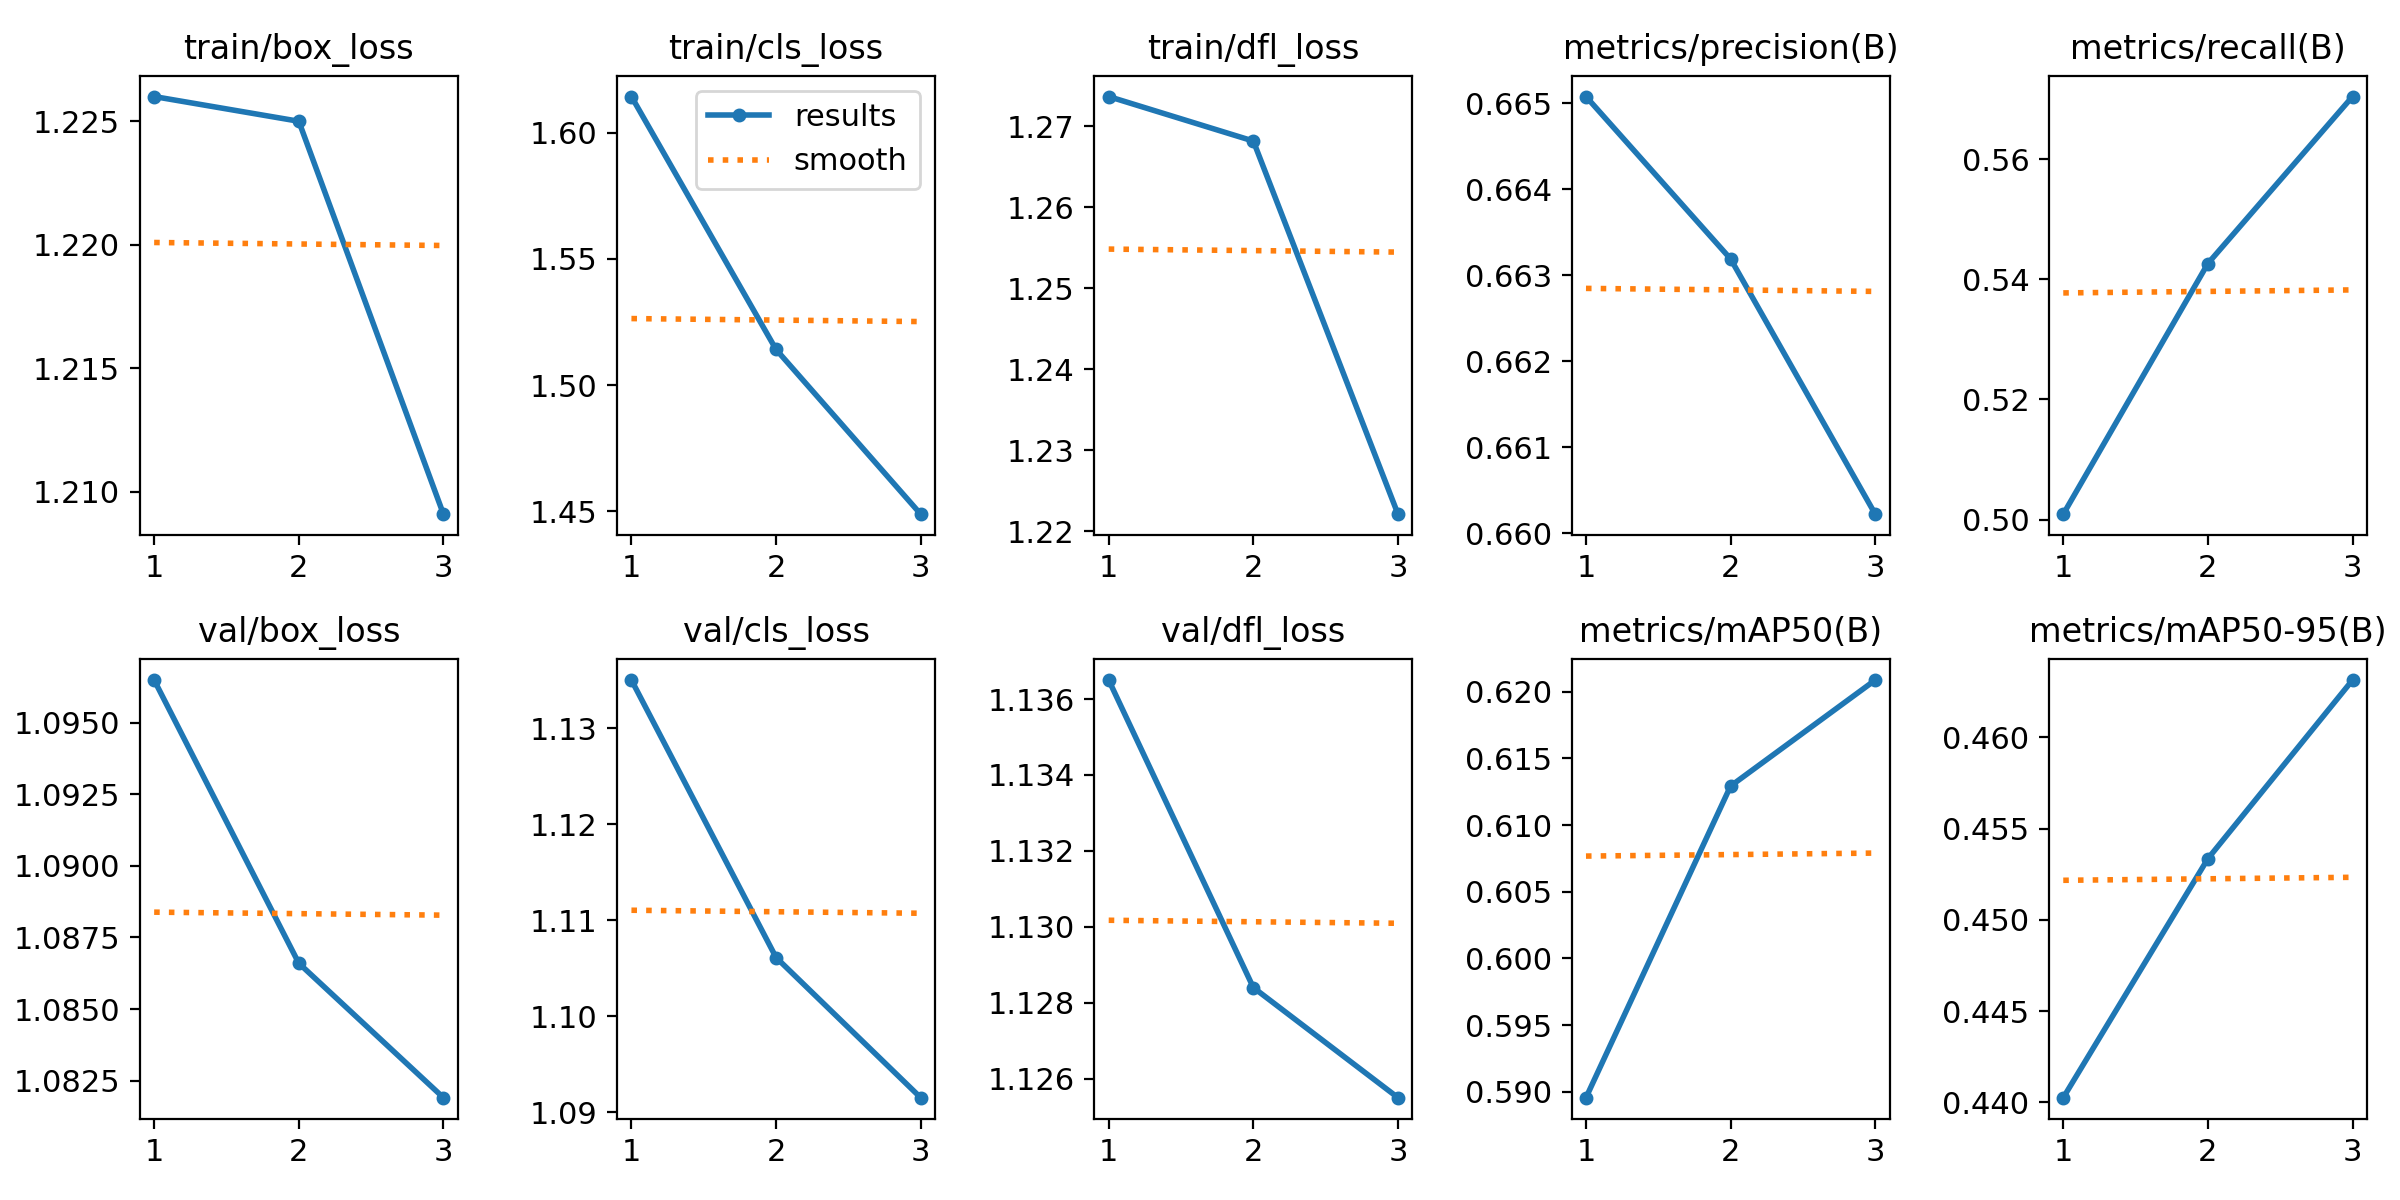 train/box_loss
1.225
1.220
1.215
1.210
1 2 3
train/cls_loss
results
smooth
1.60
1.55
1.50
1.45
1 2 3
train/dfl_loss
1.27
1.26
1.25
1.24
1.23
1.22
1 2 3
metrics/precision(B)
0.665
0.664
0.663
0.662
0.661
0.660
1 2 3
metrics/recall(B)
0.56
0.54
0.52
0.50
1 2 3
val/box_loss
1.0950
1.0925
1.0900
1.0875
1.0850
1.0825
1 2 3
val/cls_loss
1.13
1.12
1.11
1.10
1.09
1 2 3
val/dfl_loss
1.136
1.134
1.132
1.130
1.128
1.126
1 2 3
metrics/mAP50(B)
0.620
0.615
0.610
0.605
0.600
0.595
0.590
1 2 3
metrics/mAP50-95(B)
0.460
0.455
0.450
0.445
0.440
1 2 3